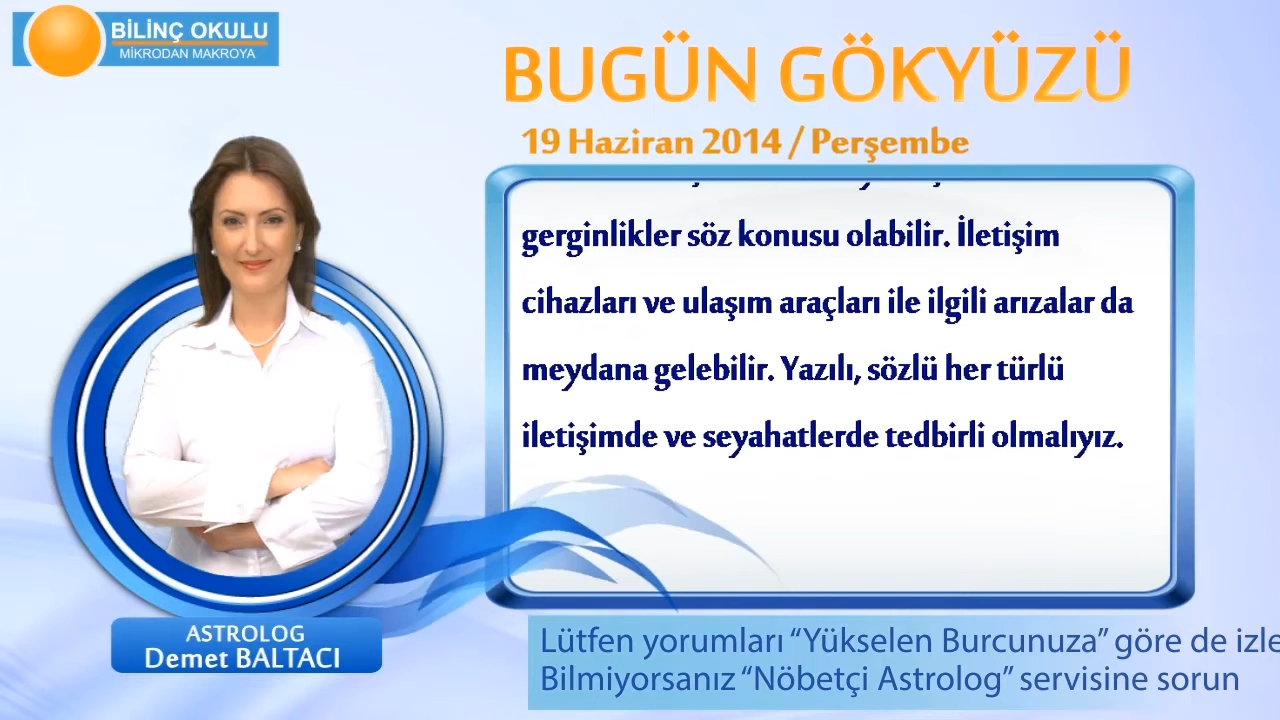 BİLİNÇ OKULU
MİKRODAN MAKROYA
BUGÜN GÖKYÜZÜ
19 Haziran 2014 / Perşembe
gerginlikler söz konusu olabilir. İletişim
cihazları ve ulaşım araçları ile ilgili arızalar da
meydana gelebilir. Yazılı, sözlü her türlü
iletişimde ve seyahatlerde tedbirli olmalıyız.
ASTROLOG
Demet BALTACI
Lütfen yorumları “Yükselen Burcunuza” göre de izle
Bilmiyorsanız “Nöbetçi Astrolog” servisine sorun